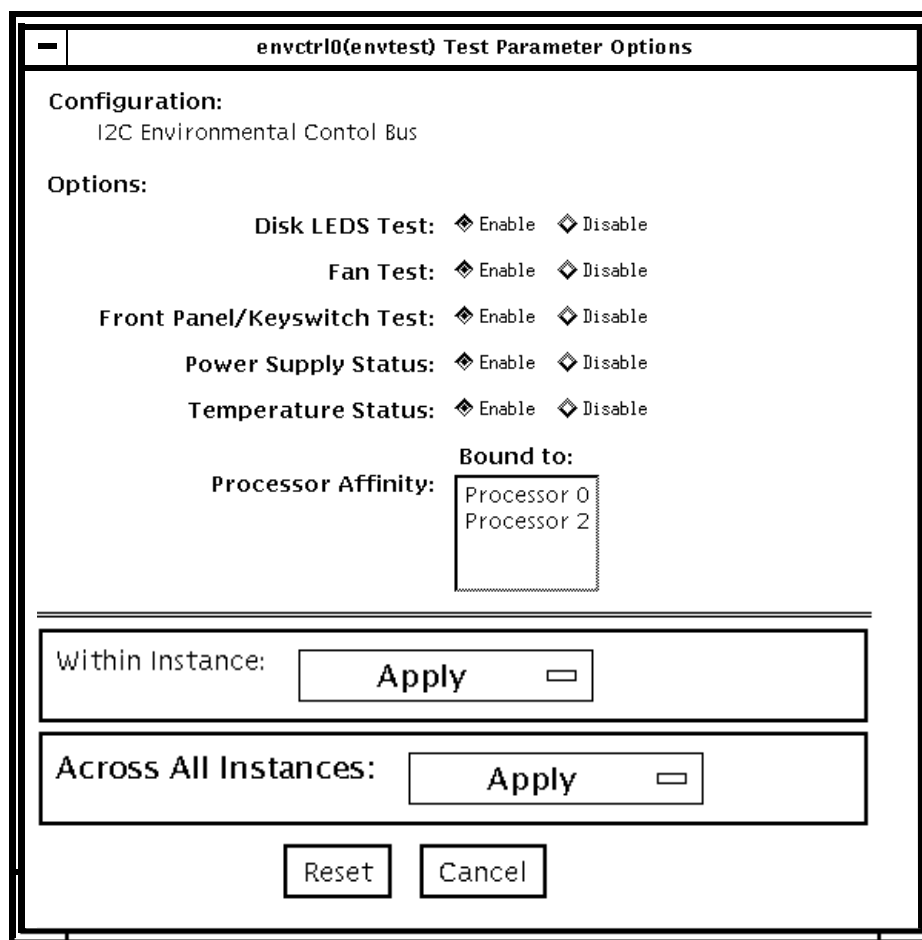 envctrl0(envtest) Test Parameter Options
Configuration:
I2C Environmental Contol Bus
Options:
Disk LEDS Test: Enable Disable
Fan Test: Enable Disable
Front Panel/Keyswitch Test: Enable Disable
Power Supply Status: Enable Disable
Temperature Status: Enable Disable
Bound to:
Processor Affinity: Processor 0
Processor 2
Within Instance: Apply
Across All Instances: Apply
Reset Cancel